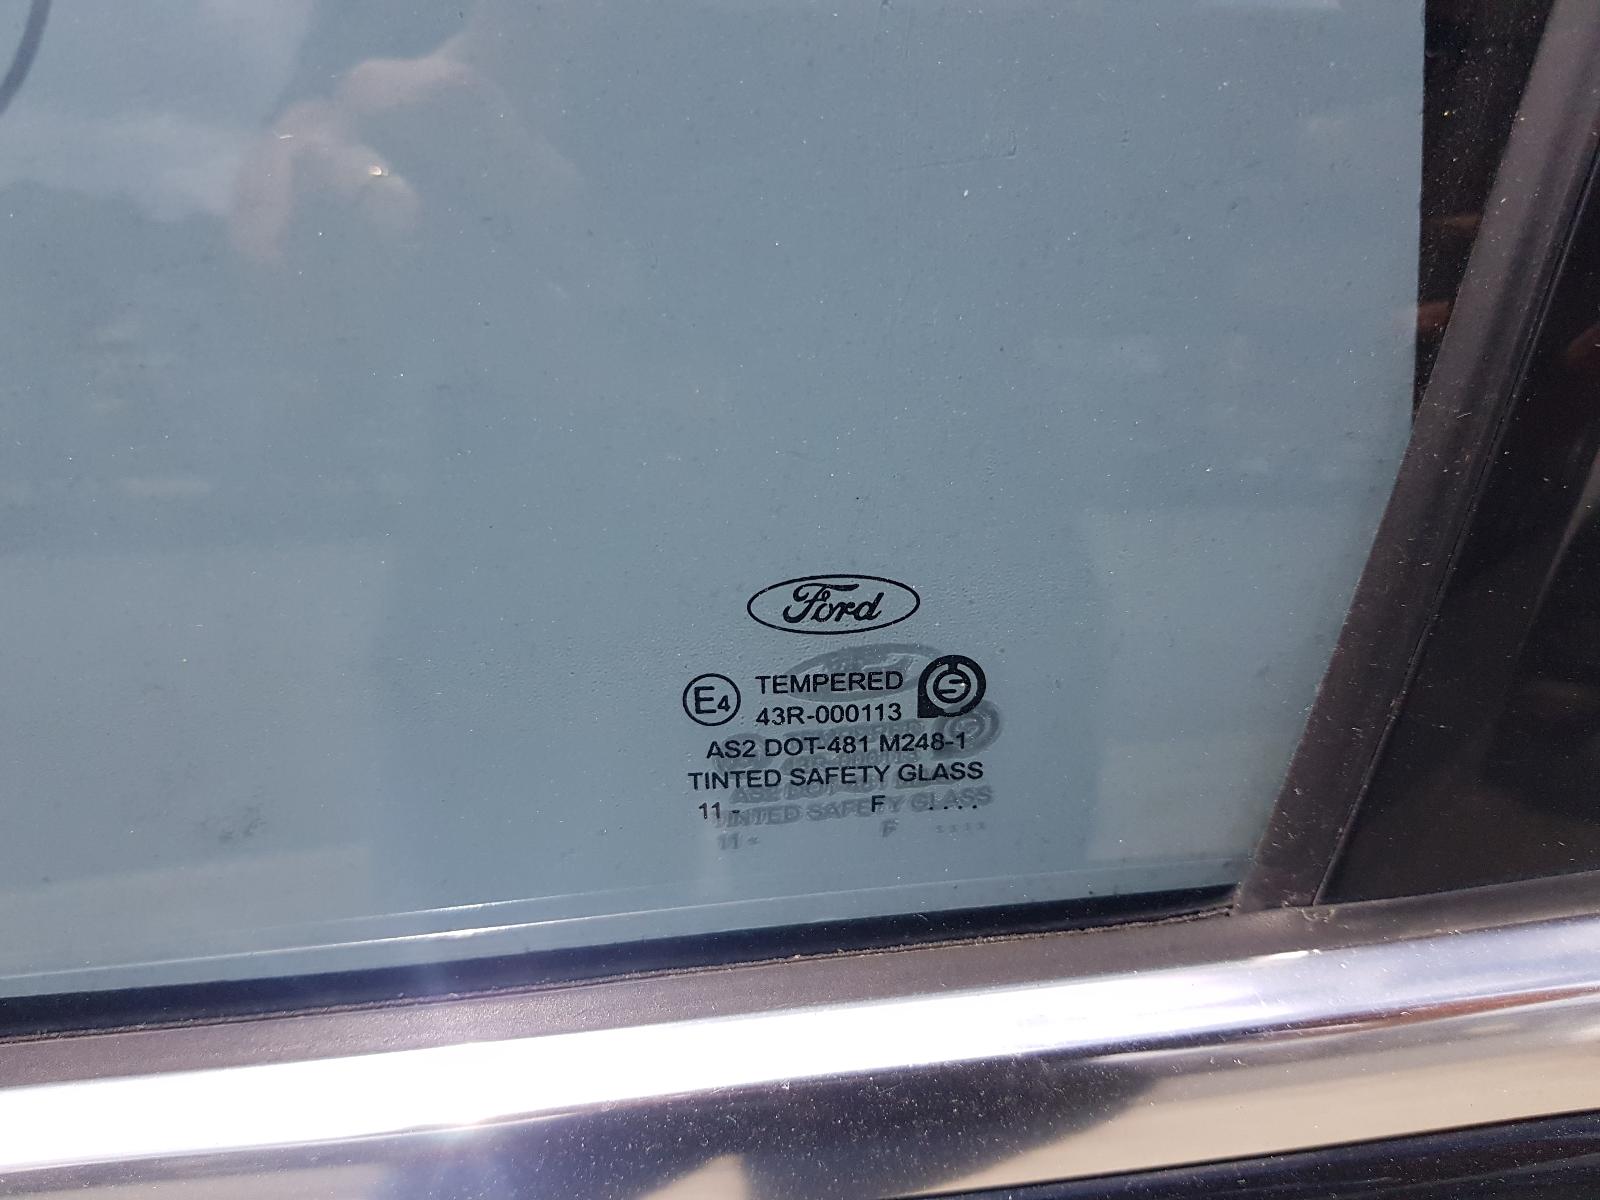 Ford
E4 TEMPERED S
43R-000113
AS2 DOT-481 M248-1
TINTED SAFETY GLASS
11 - F ....